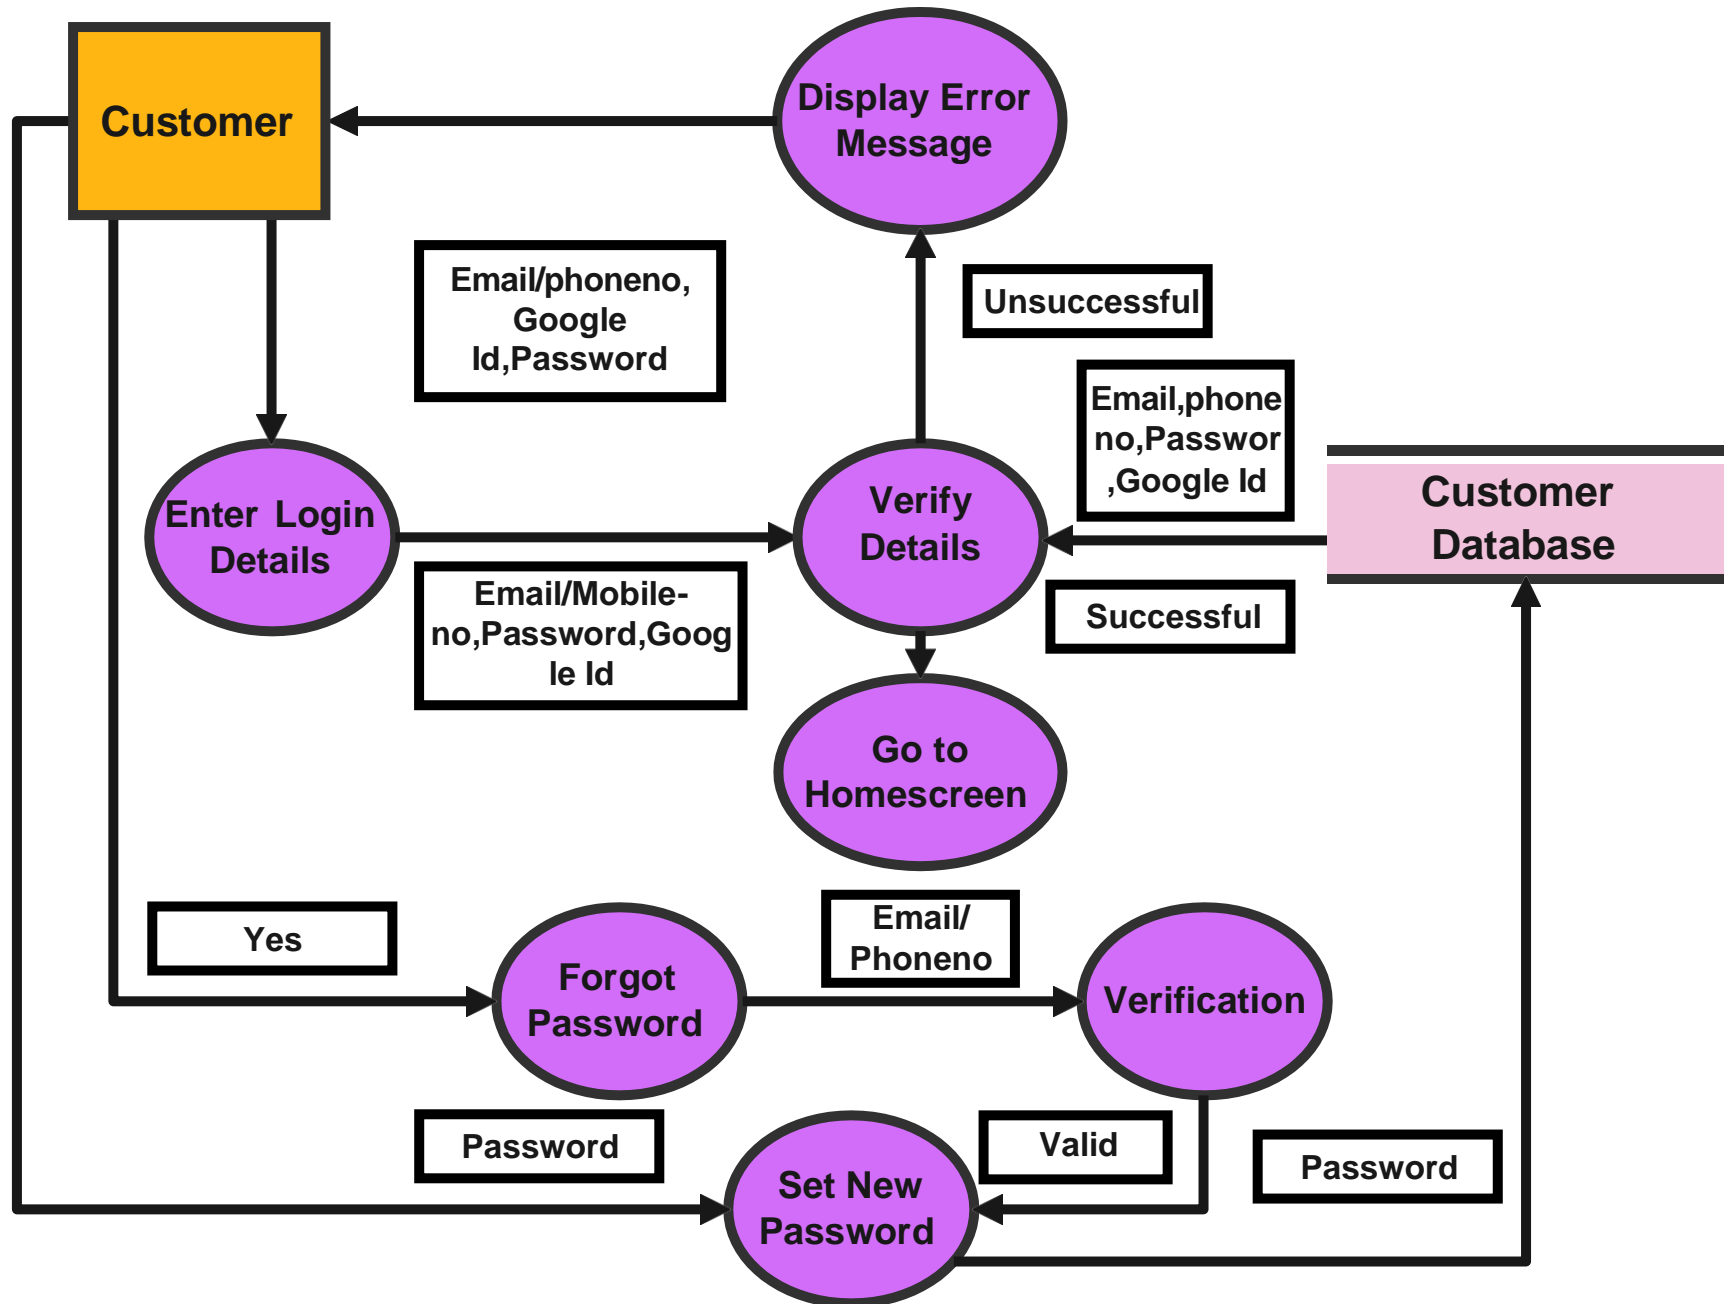 Customer
Display Error
Message
Email/phoneno,
Google
Id,Password
Unsuccessful
Email,phone
no,Passwor
,Google Id
Customer
Database
Enter Login
Details
Verify
Details
Email/Mobile-
no,Password,Goog
le Id
Successful
Go to
Homescreen
Yes
Email/
Phoneno
Forgot
Password
Verification
Password
Valid
Password
Set New
Password